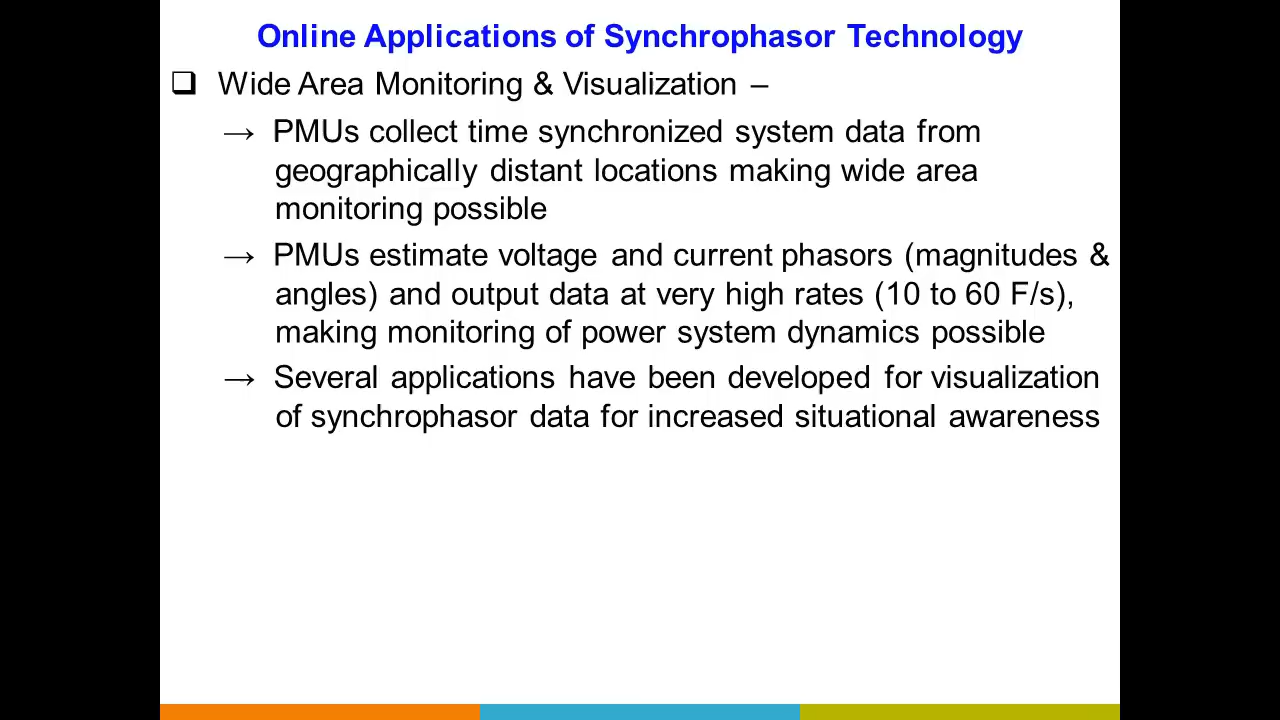 Online Applications of Synchrophasor Technology
❑ Wide Area Monitoring & Visualization –
→ PMUs collect time synchronized system data from
geographically distant locations making wide area
monitoring possible
→ PMUs estimate voltage and current phasors (magnitudes &
angles) and output data at very high rates (10 to 60 F/s),
making monitoring of power system dynamics possible
→ Several applications have been developed for visualization
of synchrophasor data for increased situational awareness